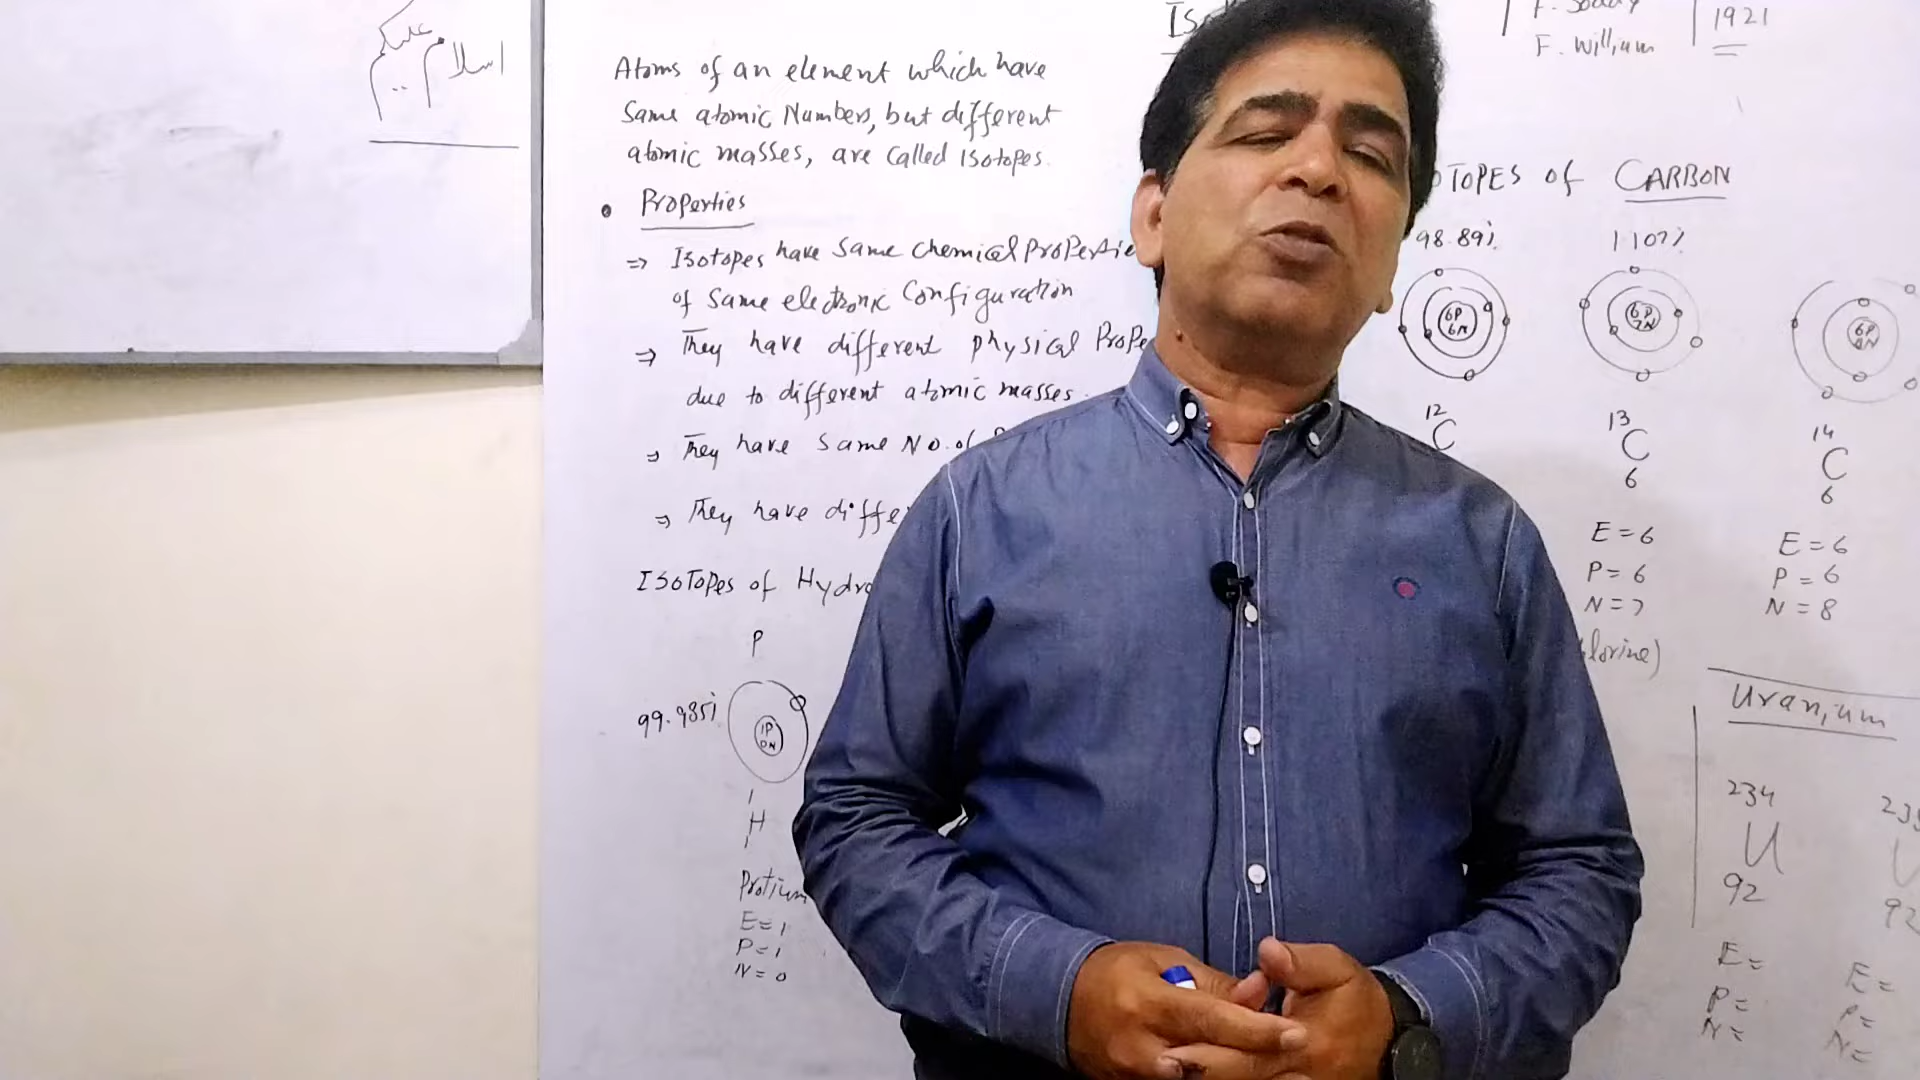 اسلام علیکم
F. Soddy
F. William
1921
Atoms of an element which have
Same atomic Numbers, but different
atomic masses, are called Isotopes.
• Properties
⇒ Isotopes have Same chemical
of same electronic configuration
⇒ They have different physical
due to different atomic masses.
⇒ They have same No. of
⇒ They have
ISOTOPES of
P
99.985%
1P
0N
1
H
1
Protium
E=1
P=1
N=0
of CARBON
98.89%
1.107%
6P
6N
6P
7N
6P
8N
12
C
13
C
6
14
C
6
E=6
P=6
N=7
E=6
P=6
N=8
Uranium
234
U
92
E=
P=
N=
U
92
E=
P=
N=